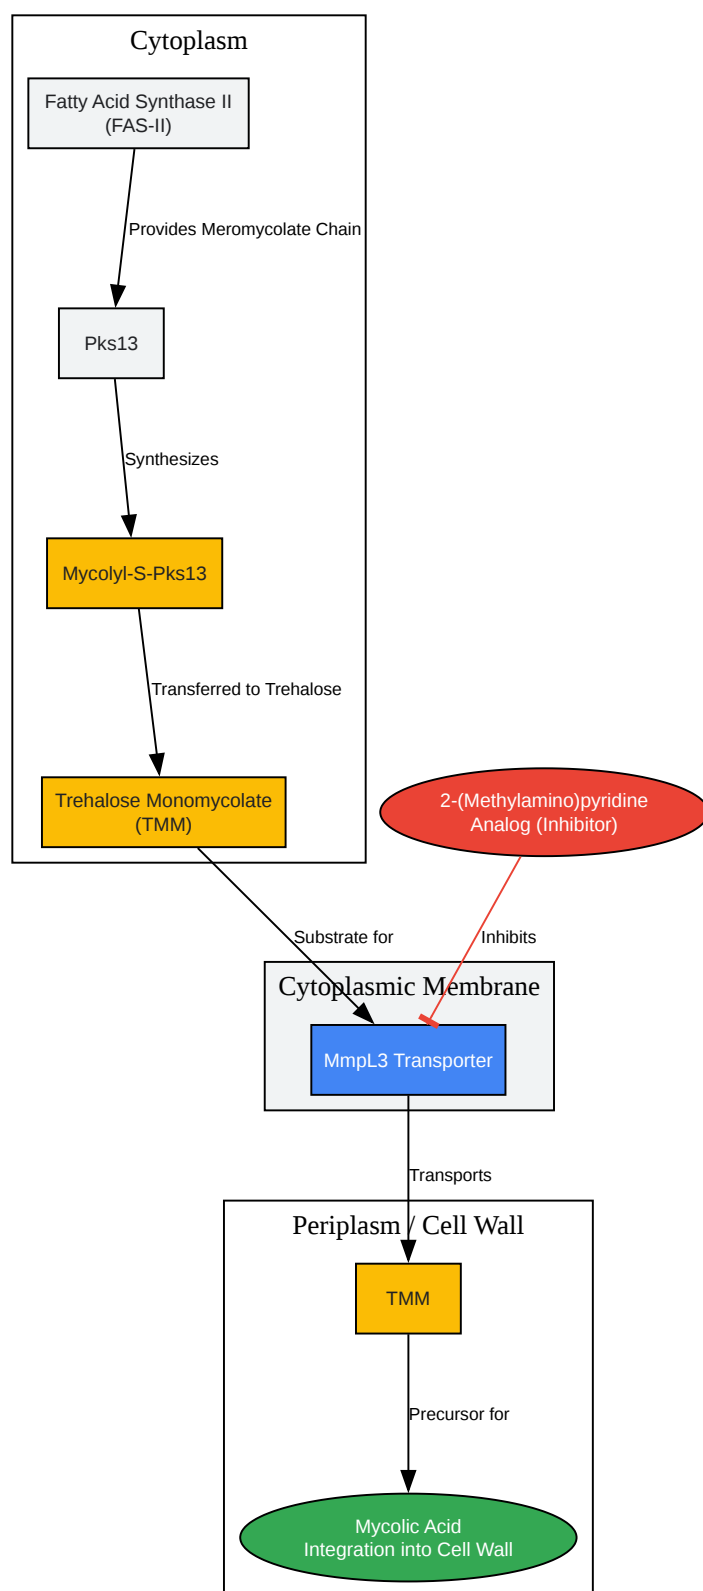 Cytoplasm
Fatty Acid Synthase II
(FAS-II)
Provides Meromycolate Chain
Pks13
Synthesizes
Mycolyl-S-Pks13
Transferred to Trehalose
Trehalose Monomycolate
(TMM)
2-(Methylamino)pyridine
Analog (Inhibitor)
Substrate for
Inhibits
Cytoplasmic Membrane
MmpL3 Transporter
Transports
Periplasm / Cell Wall
TMM
Precursor for
Mycolic Acid
Integration into Cell Wall